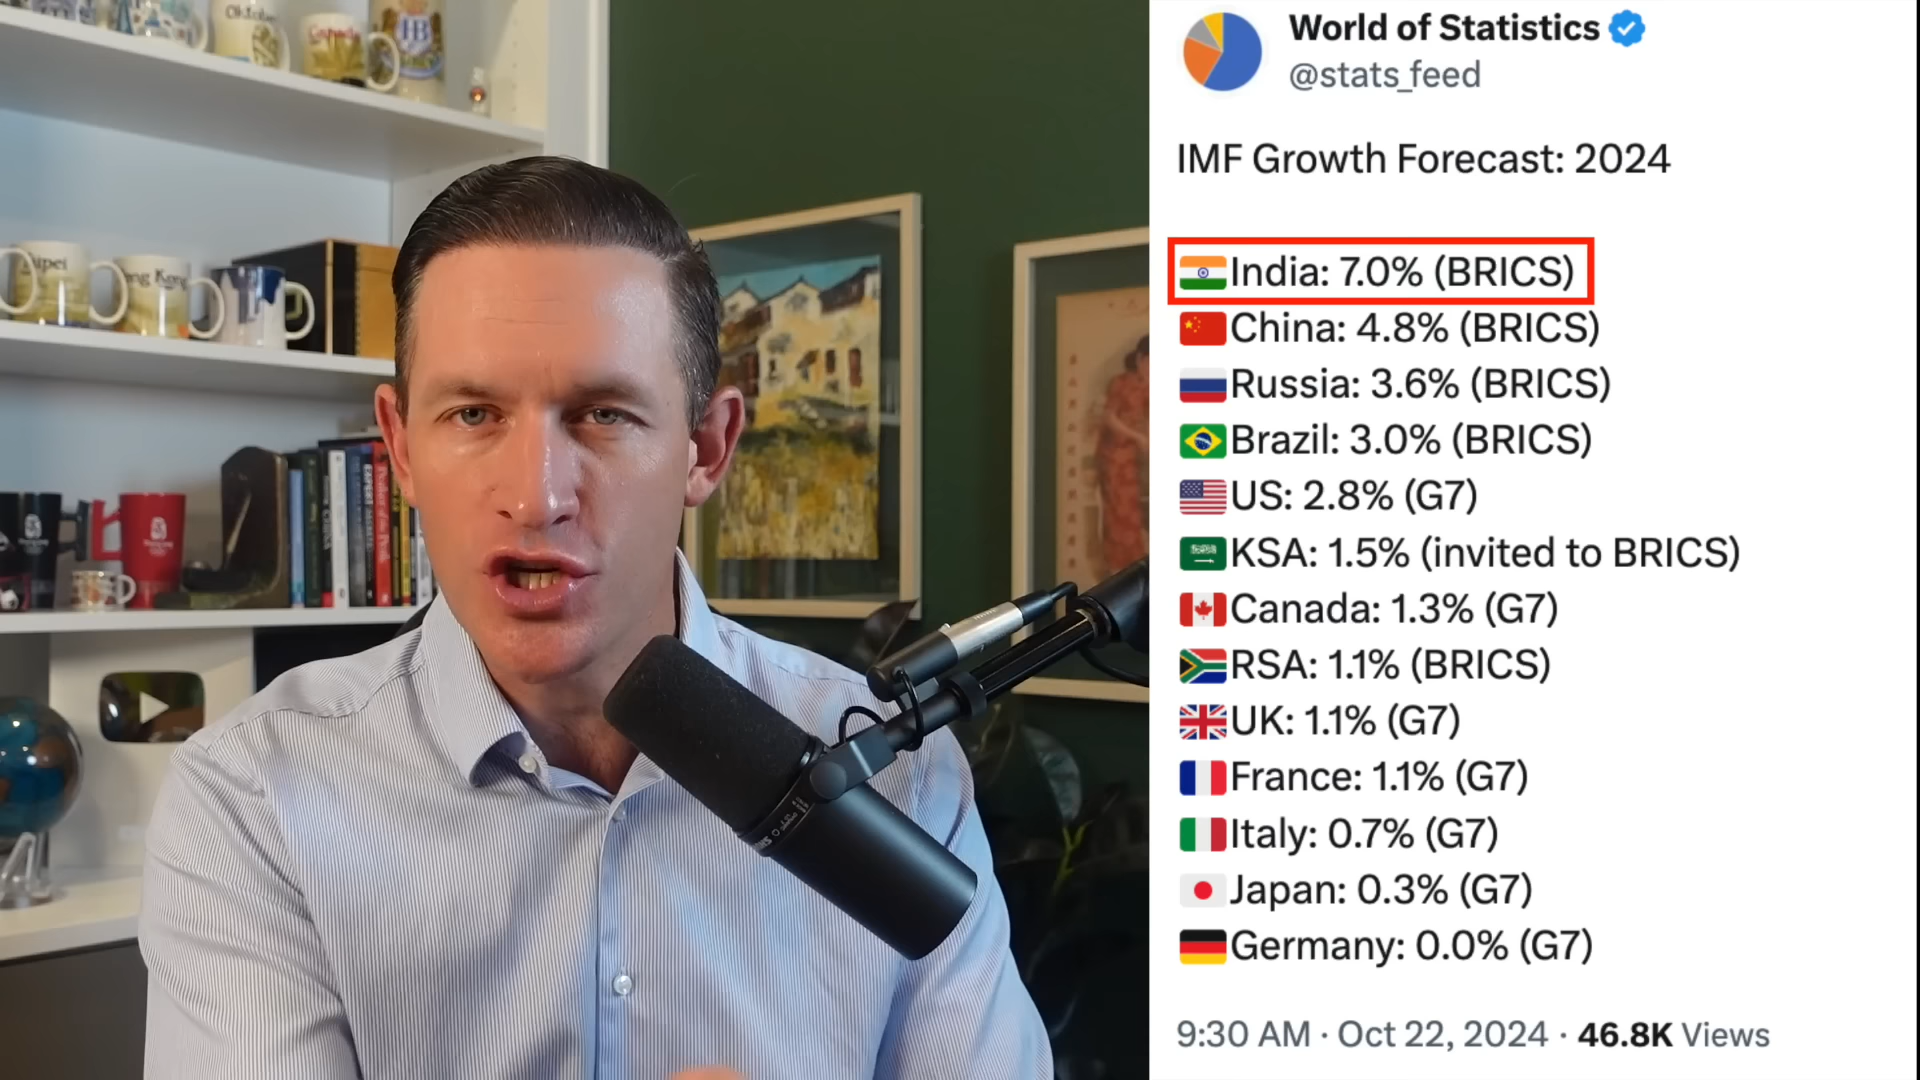 World of Statistics
@stats_feed
IMF Growth Forecast: 2024
India: 7.0% (BRICS)
China: 4.8% (BRICS)
Russia: 3.6% (BRICS)
Brazil: 3.0% (BRICS)
US: 2.8% (G7)
KSA: 1.5% (invited to BRICS)
Canada: 1.3% (G7)
RSA: 1.1% (BRICS)
UK: 1.1% (G7)
France: 1.1% (G7)
Italy: 0.7% (G7)
Japan: 0.3% (G7)
Germany: 0.0% (G7)
9:30 AM · Oct 22, 2024 · 46.8K Views
Canada
HB
Kong